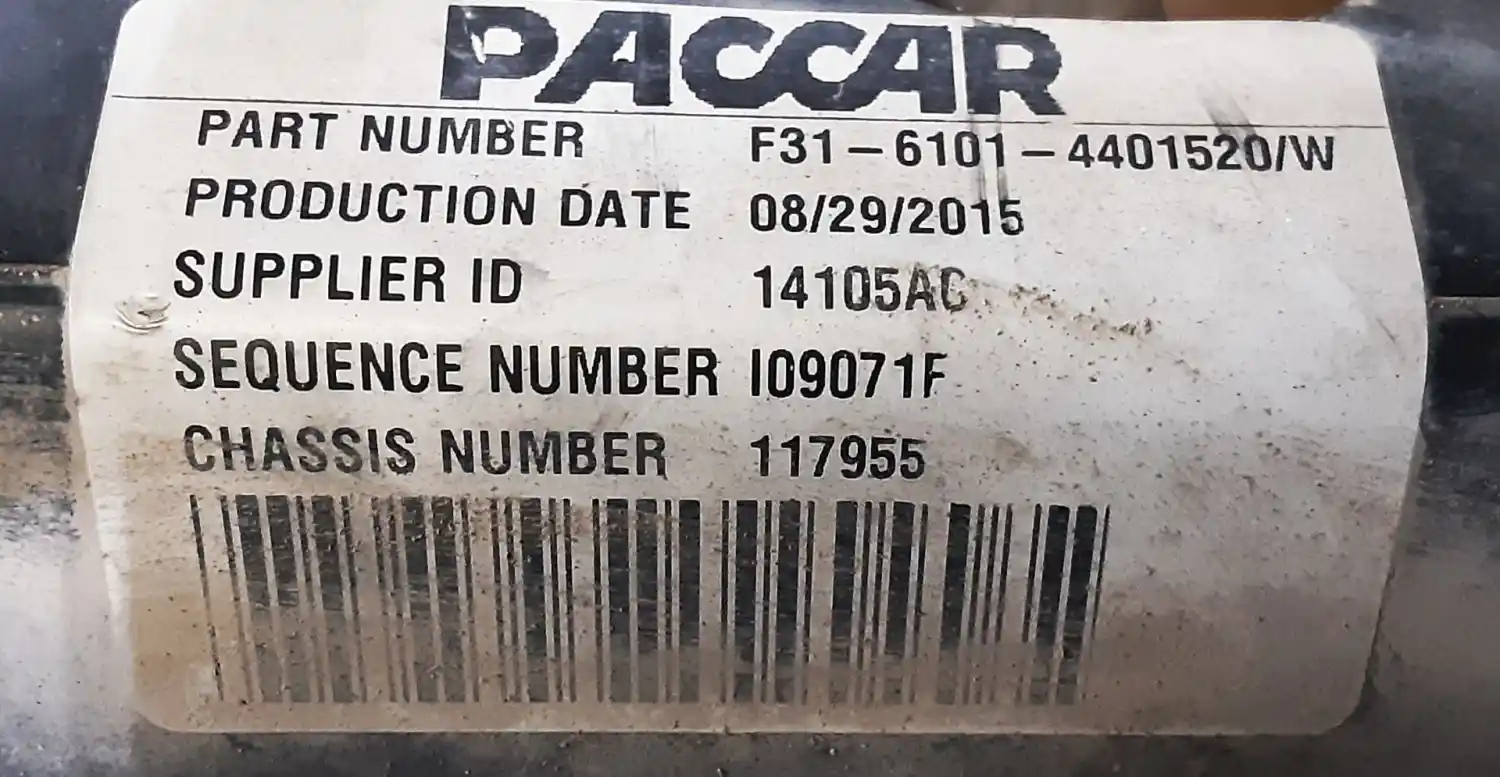 PACCAR
PART NUMBER F31-6101-4401520/W
PRODUCTION DATE 08/29/2015
SUPPLIER ID 14105AC
SEQUENCE NUMBER I09071F
CHASSIS NUMBER 117955